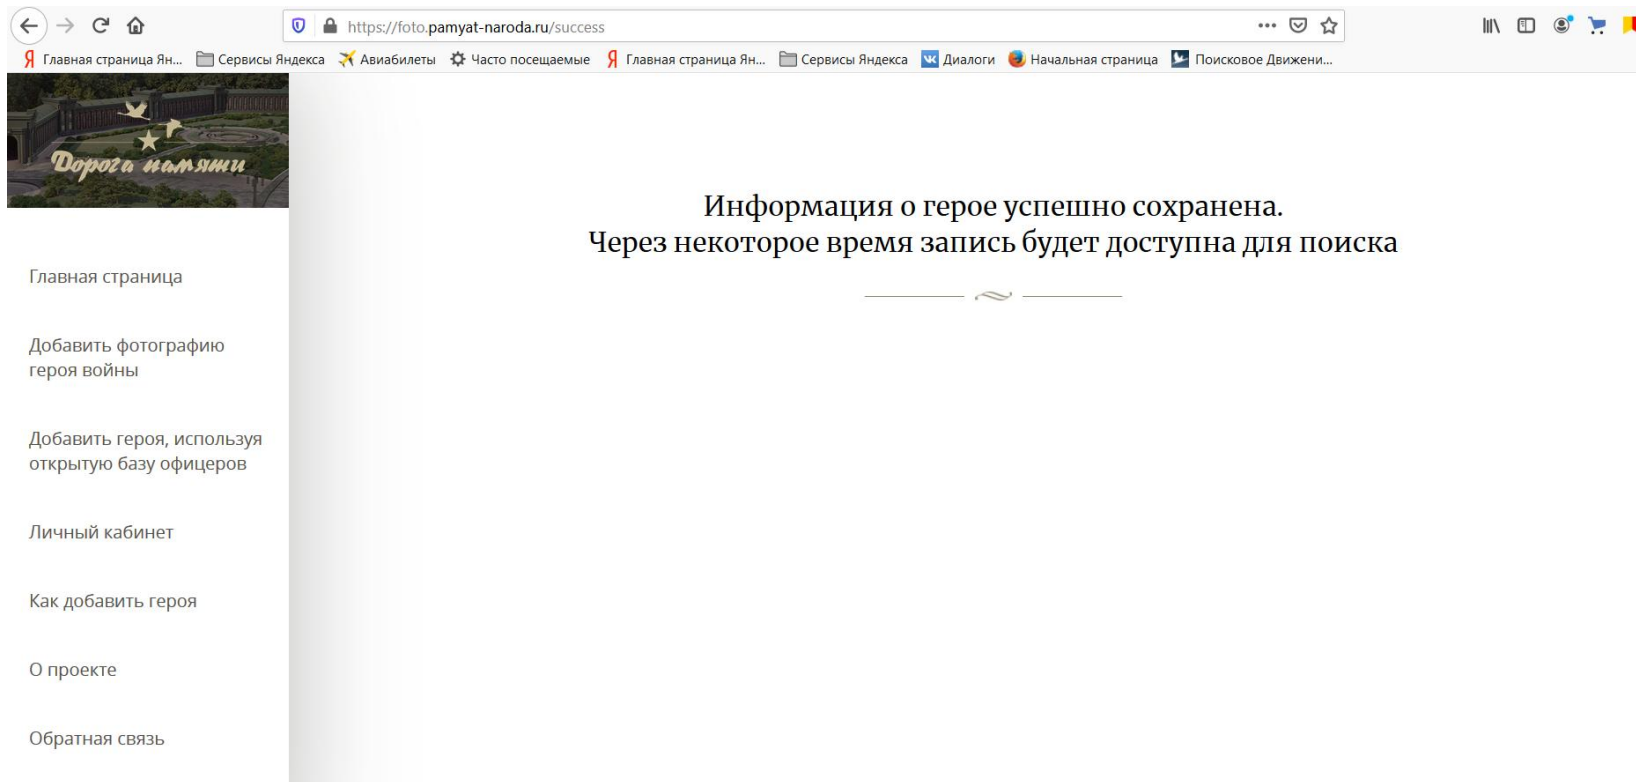 https://foto.pamyat-naroda.ru/success
Главная страница Ян... Сервисы Яндекса Авиабилеты Часто посещаемые Главная страница Ян... Сервисы Яндекса Диалоги Начальная страница Поисковое Движени...
Дорога памяти
Информация о герое успешно сохранена.
Через некоторое время запись будет доступна для поиска
Главная страница
Добавить фотографию
героя войны
Добавить героя, используя
открытую базу офицеров
Личный кабинет
Как добавить героя
О проекте
Обратная связь